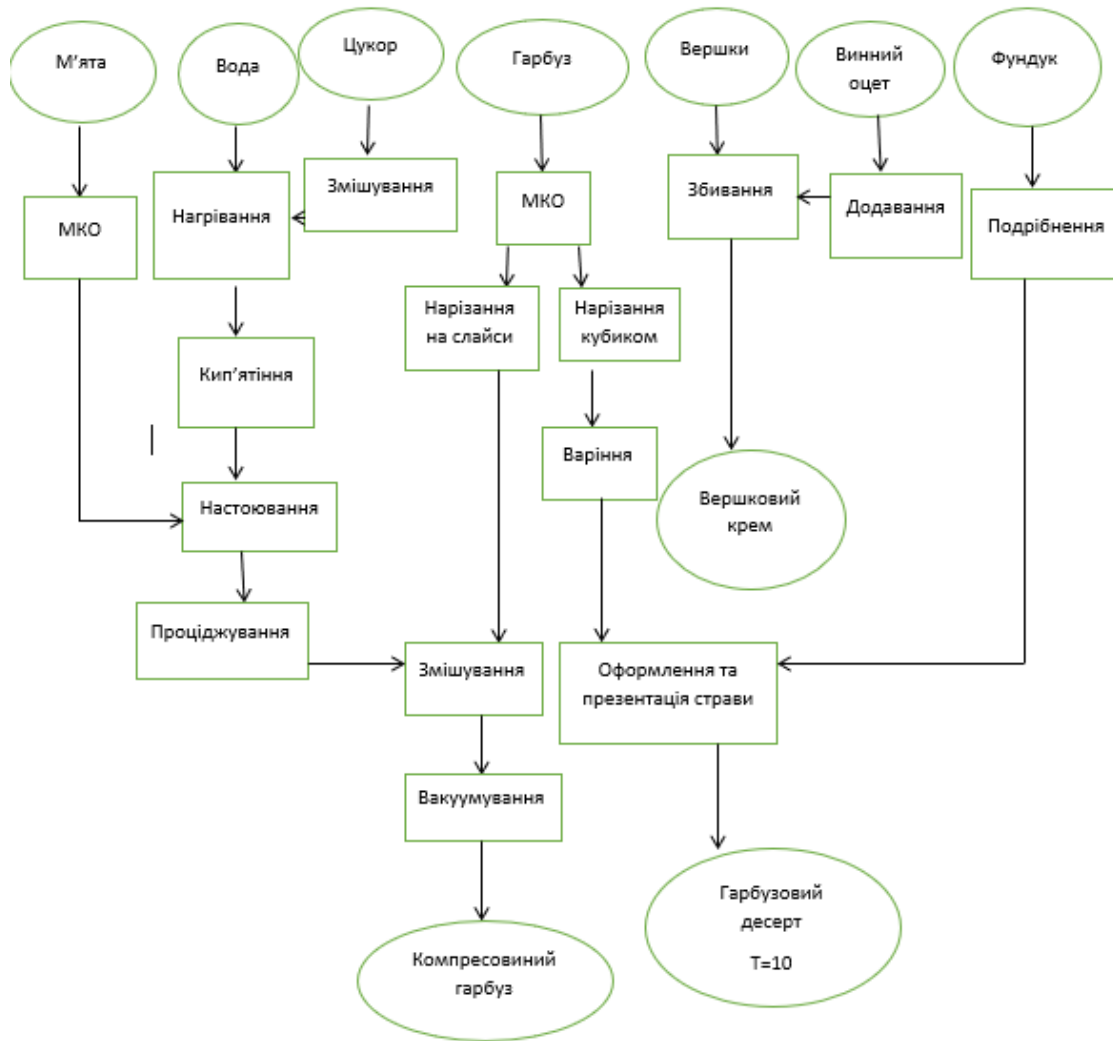 М'ята
Вода
Цукор
Гарбуз
Вершки
Винний
оцет
Фундук
МКО
Нагрівання
Змішування
МКО
Збивання
Додавання
Подрібнення
Нарізання
на слайси
Нарізання
кубиком
Кип'ятіння
Варіння
Вершковий
крем
Настоювання
Проціджування
Змішування
Оформлення та
презентація страви
Вакуумування
Гарбузовий
десерт
Т=10
Компресовиний
гарбуз